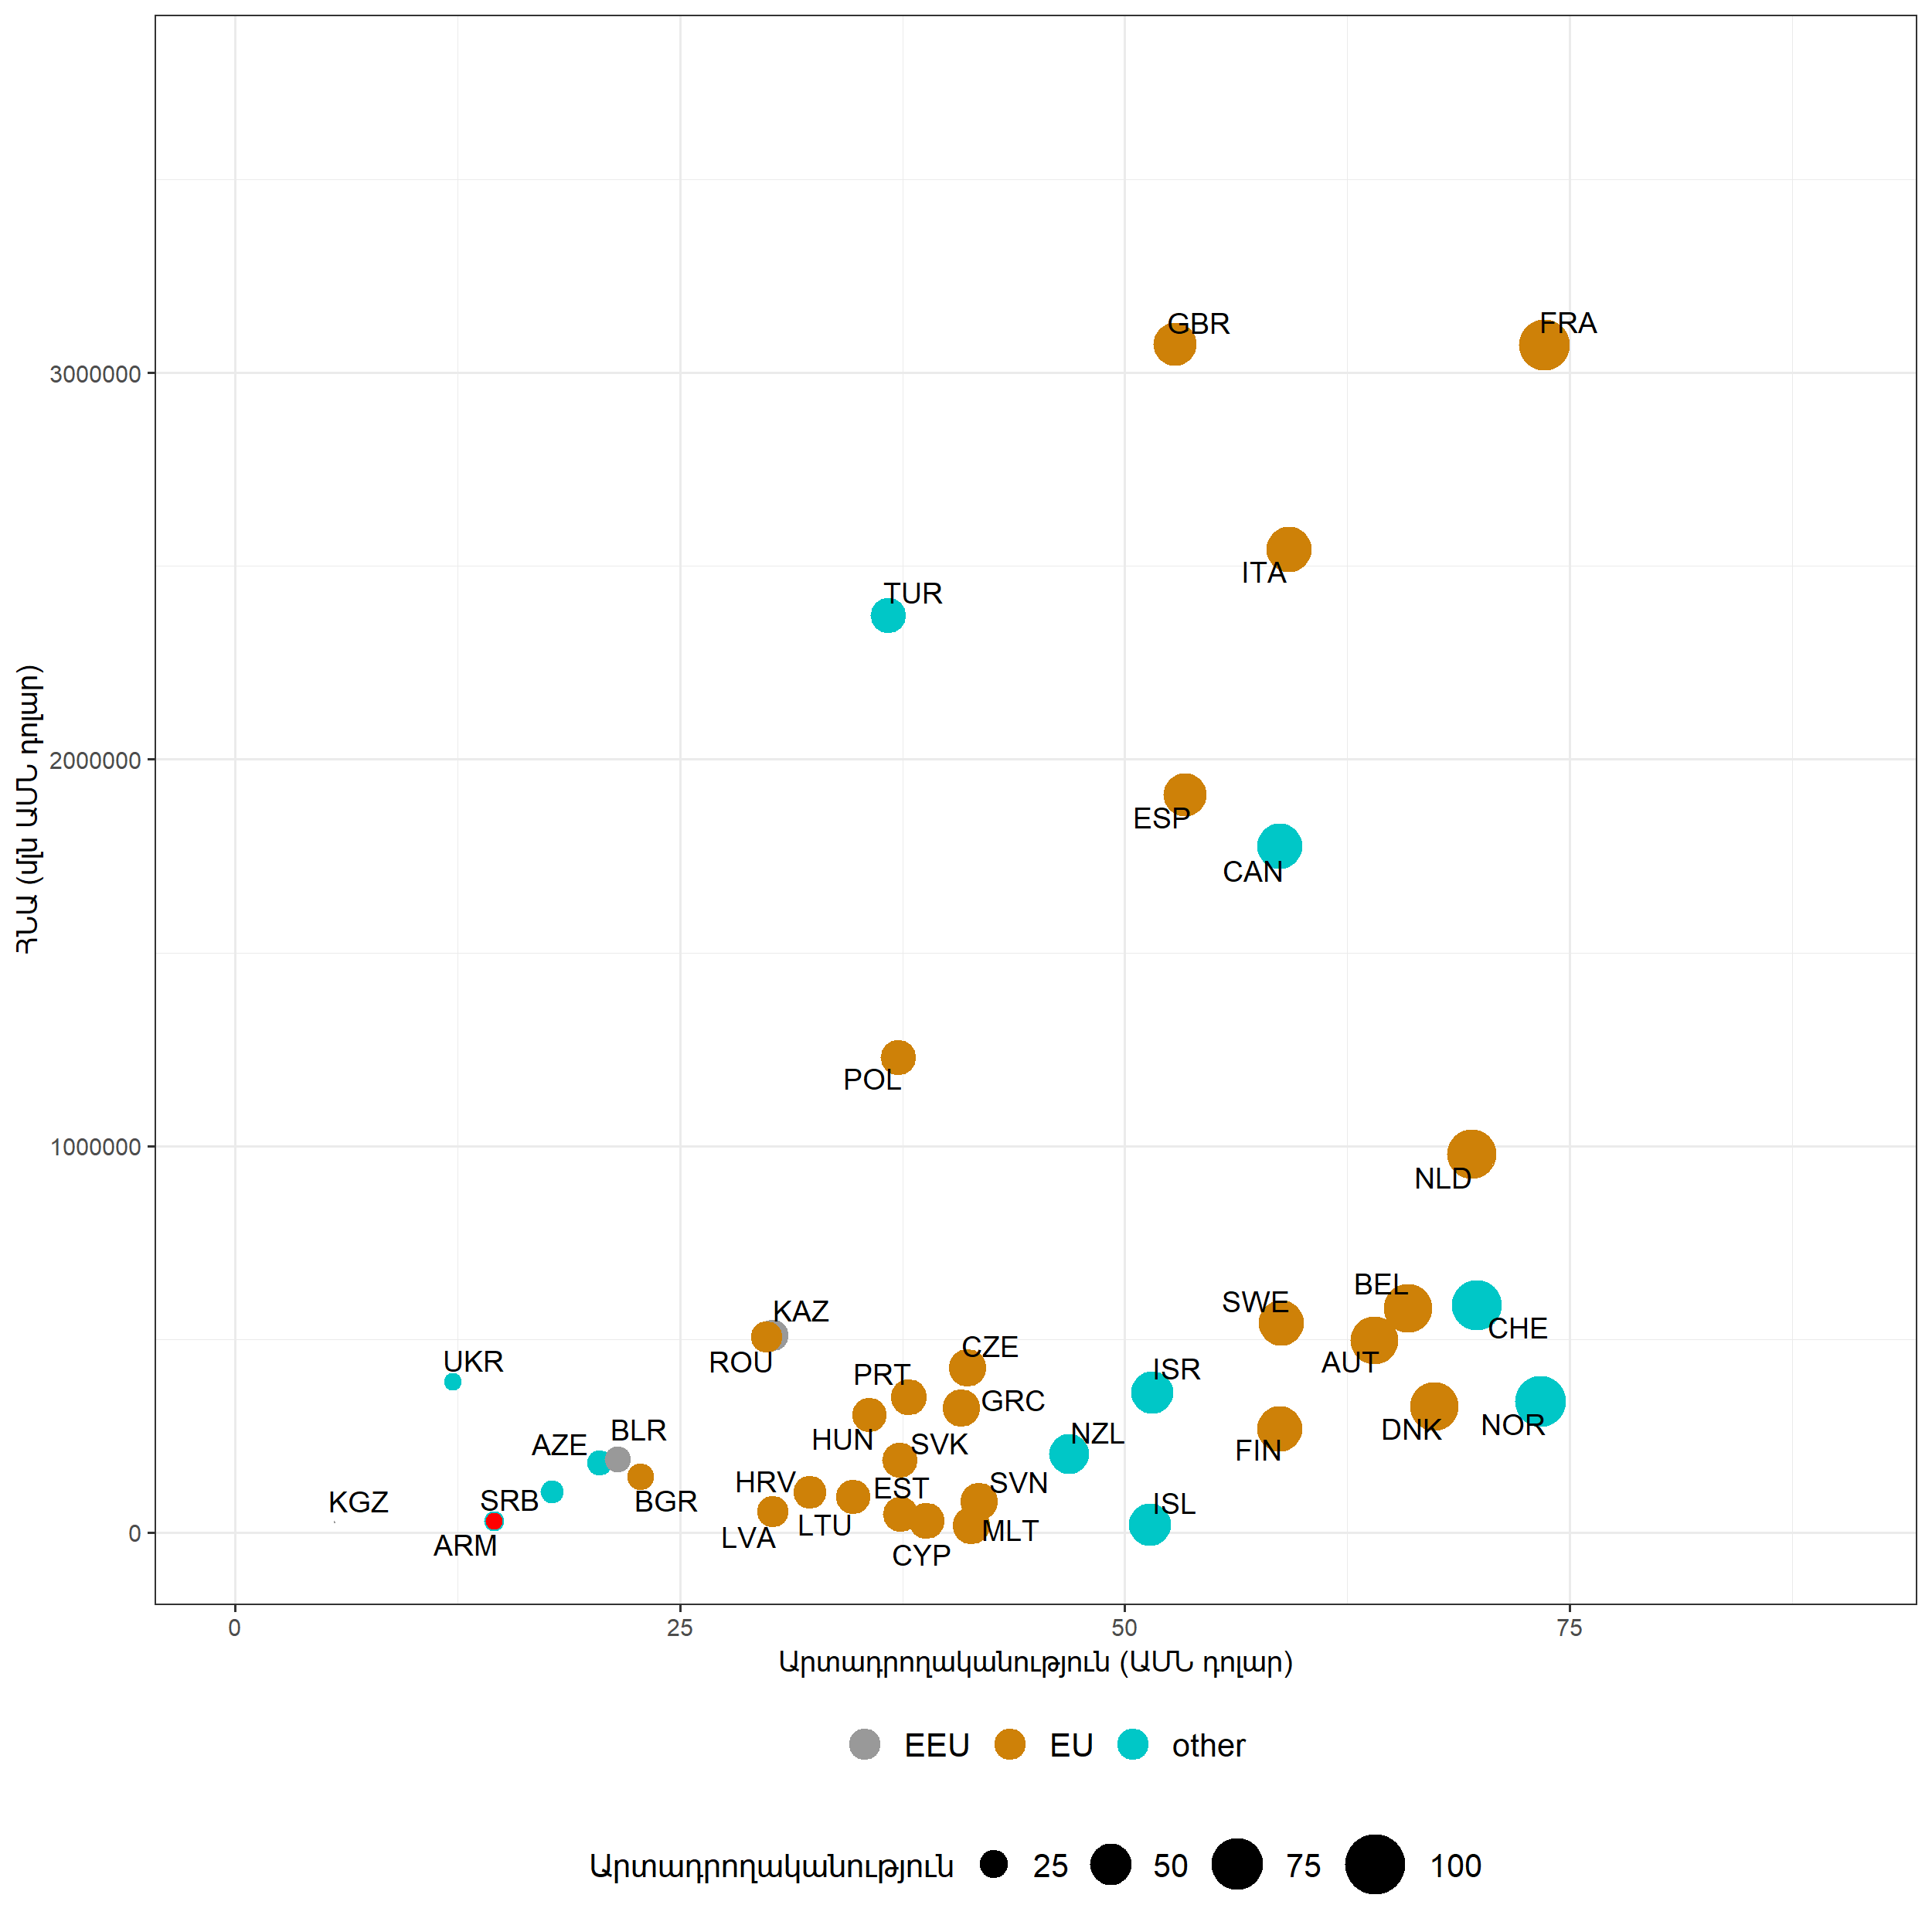 GBR
FRA
3000000
ITA
TUR
2000000
ESP
CAN
POL
1000000
NLD
BEL
SWE
CHE
KAZ
ROU
AUT
CZE
UKR
PRT
ISR
GRC
NOR
DNK
HUN
NZL
BLR
AZE
SVK
FIN
HRV
EST
SVN
KGZ
SRB
BGR
ISL
LTU
MLT
LVA
ARM
CYP
0
ՀՆԱ (մլն ԱՄՆ դոլար)
0 25 50 75
Արտադրողականություն (ԱՄՆ դոլար)
EEU EU other
Արտադրողականություն 25 50 75 100